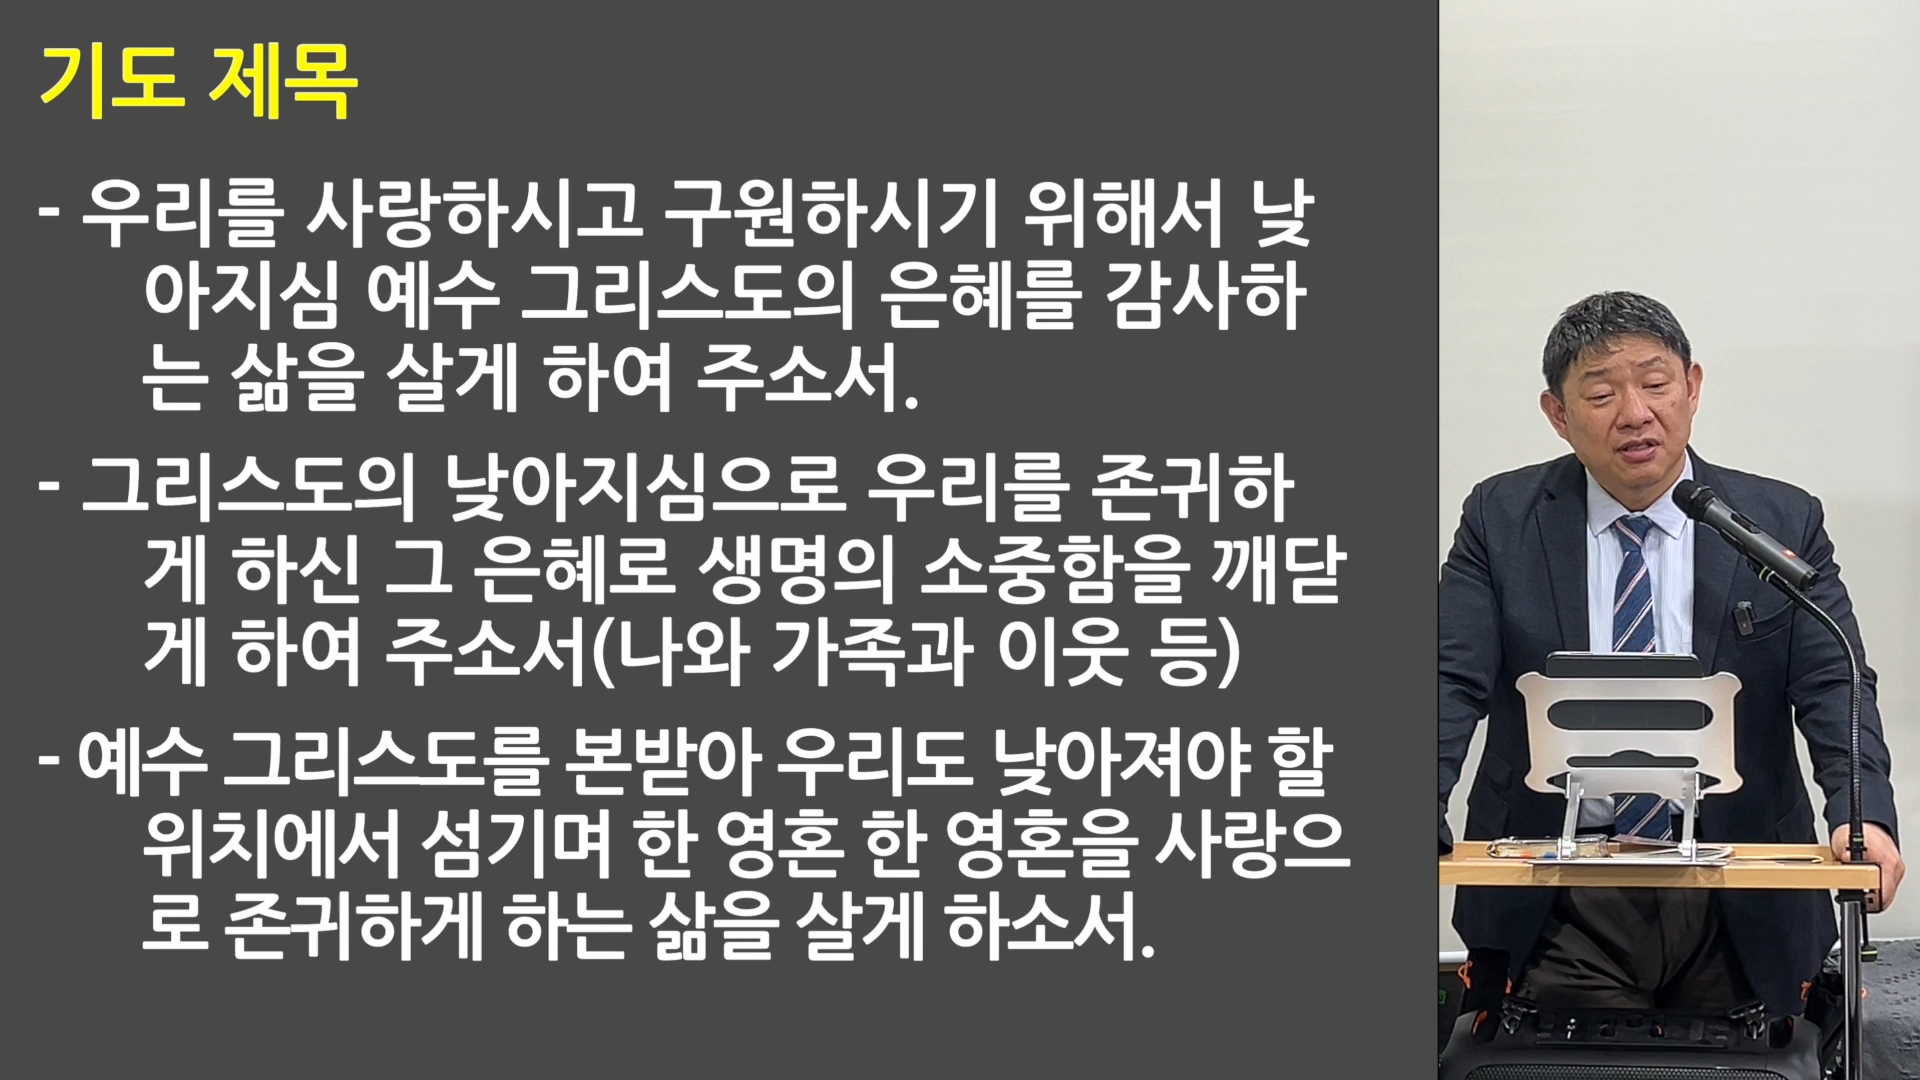 기도 제목
- 우리를 사랑하시고 구원하시기 위해서 낮
아지심 예수 그리스도의 은혜를 감사하
는 삶을 살게 하여 주소서.
- 그리스도의 낮아지심으로 우리를 존귀하
게 하신 그 은혜로 생명의 소중함을 깨닫
게 하여 주소서(나와 가족과 이웃 등)
- 예수 그리스도를 본받아 우리도 낮아져야 할
위치에서 섬기며 한 영혼 한 영혼을 사랑으
로 존귀하게 하는 삶을 살게 하소서.